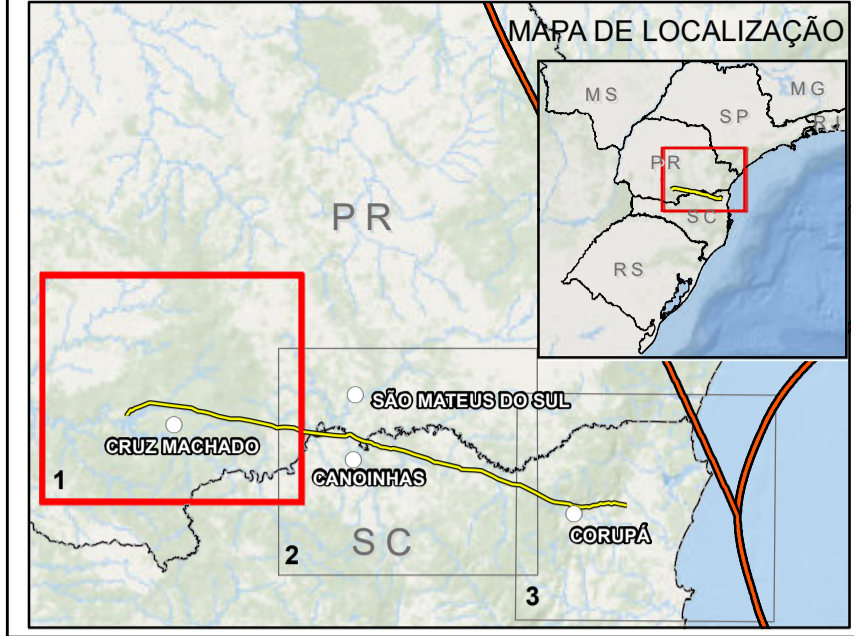 MAPA DE LOCALIZAÇÃO
MS
MG
SP
RJ
PR
SC
RS
PR
SÃO MATEUS DO SUL
CRUZ MACHADO
CANOINHAS
1
SC
CORUPÁ
2
3